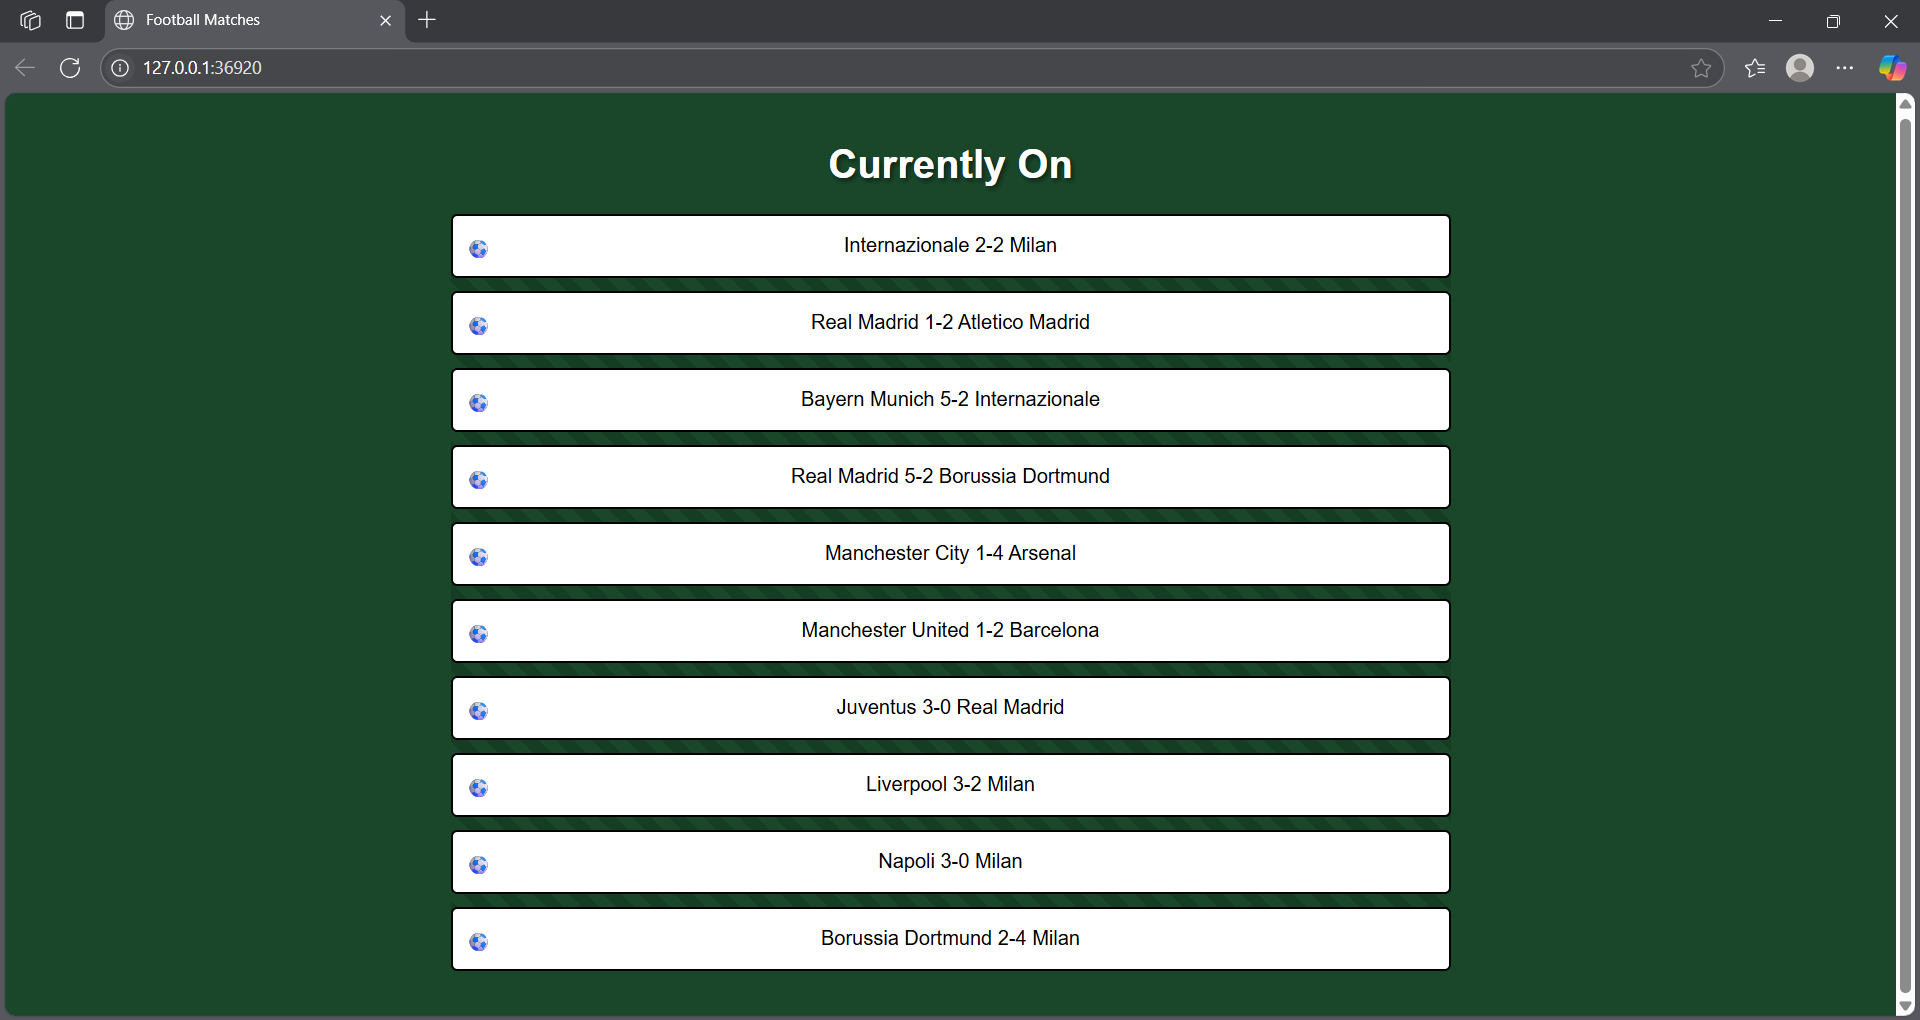 Football Matches
127.0.0.1:36920
Currently On
Internazionale 2-2 Milan
Real Madrid 1-2 Atletico Madrid
Bayern Munich 5-2 Internazionale
Real Madrid 5-2 Borussia Dortmund
Manchester City 1-4 Arsenal
Manchester United 1-2 Barcelona
Juventus 3-0 Real Madrid
Liverpool 3-2 Milan
Napoli 3-0 Milan
Borussia Dortmund 2-4 Milan